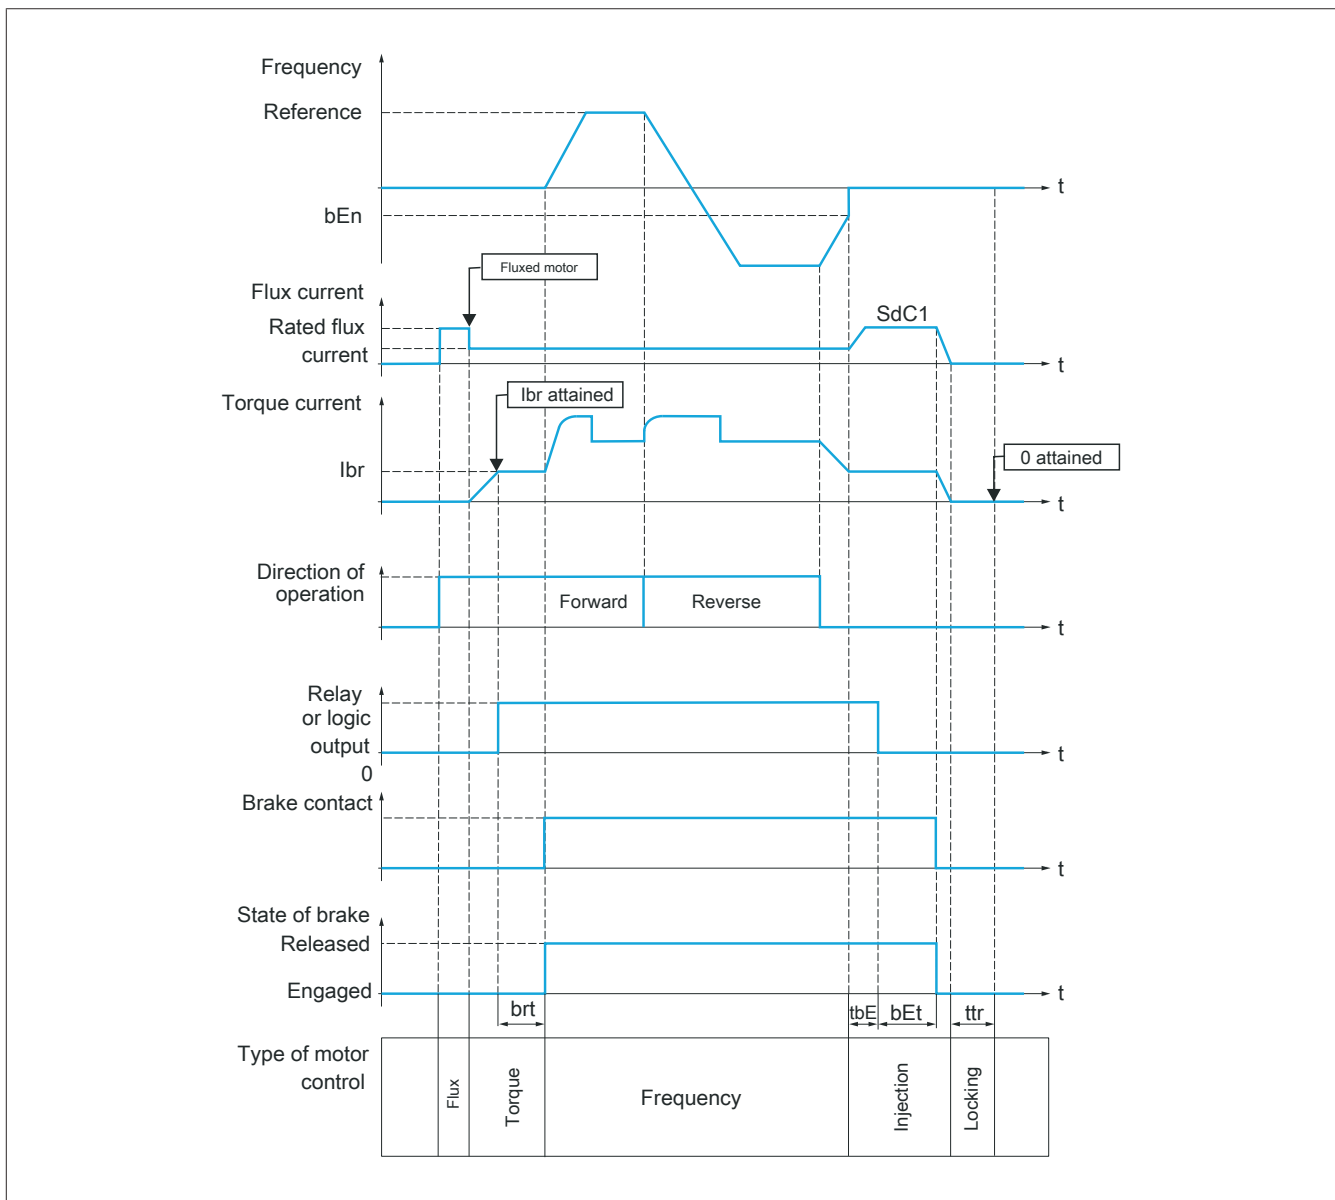 Frequency
Reference
t
bEn
Fluxed motor
Flux current
SdC1
Rated flux
current
t
Ibr attained
Torque current
0 attained
Ibr
t
Direction of
operation
Forward
Reverse
t
Relay
or logic
output
t
0
Brake contact
t
State of brake
Released
Engaged
t
brt
tbE
bEt
ttr
Type of motor
control
Flux
Torque
Frequency
Injection
Locking